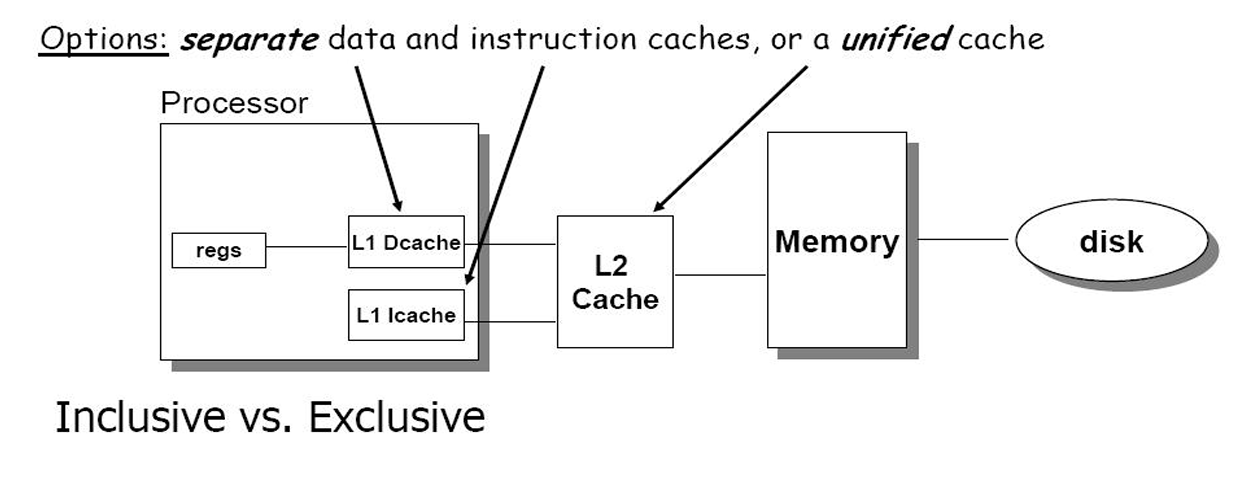 Options: separate data and instruction caches, or a unified cache
Processor
regs
L1 Dcache
L1 Icache
L2
Cache
Memory
disk
Inclusive vs. Exclusive